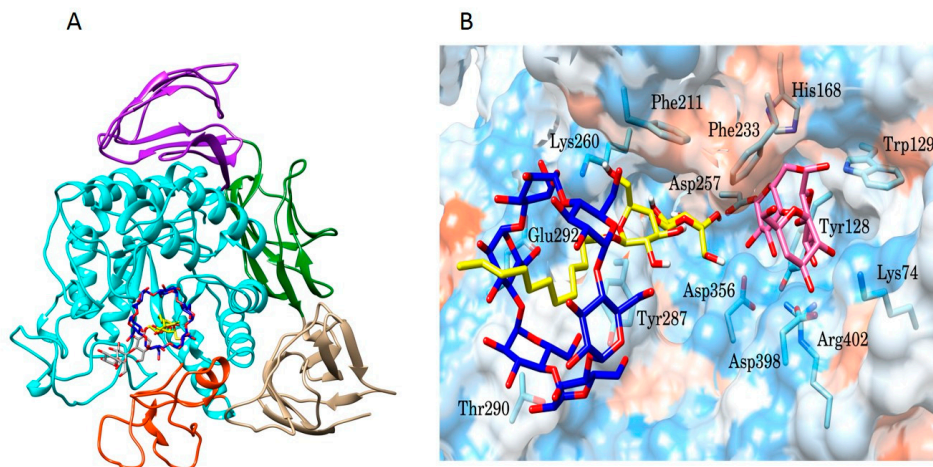 A
B
His168
Phe211
Phe233
Lys260
Trp129
Asp257
Glu292
Tyr128
Lys74
Asp356
Tyr287
Arg402
Asp398
Thr290